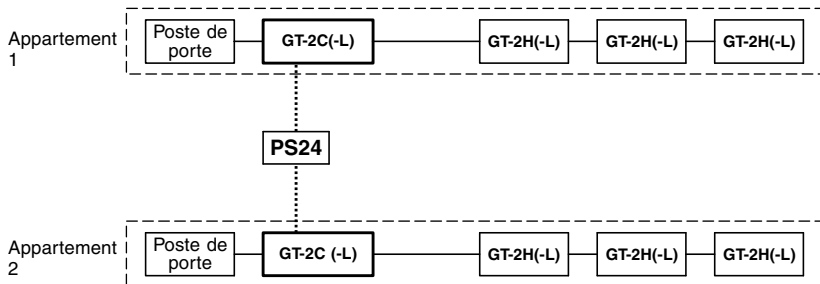 Appartement
1
Poste de
porte
GT-2C(-L)
GT-2H(-L)
GT-2H(-L)
GT-2H(-L)
PS24
Appartement
2
Poste de
porte
GT-2C (-L)
GT-2H(-L)
GT-2H(-L)
GT-2H(-L)